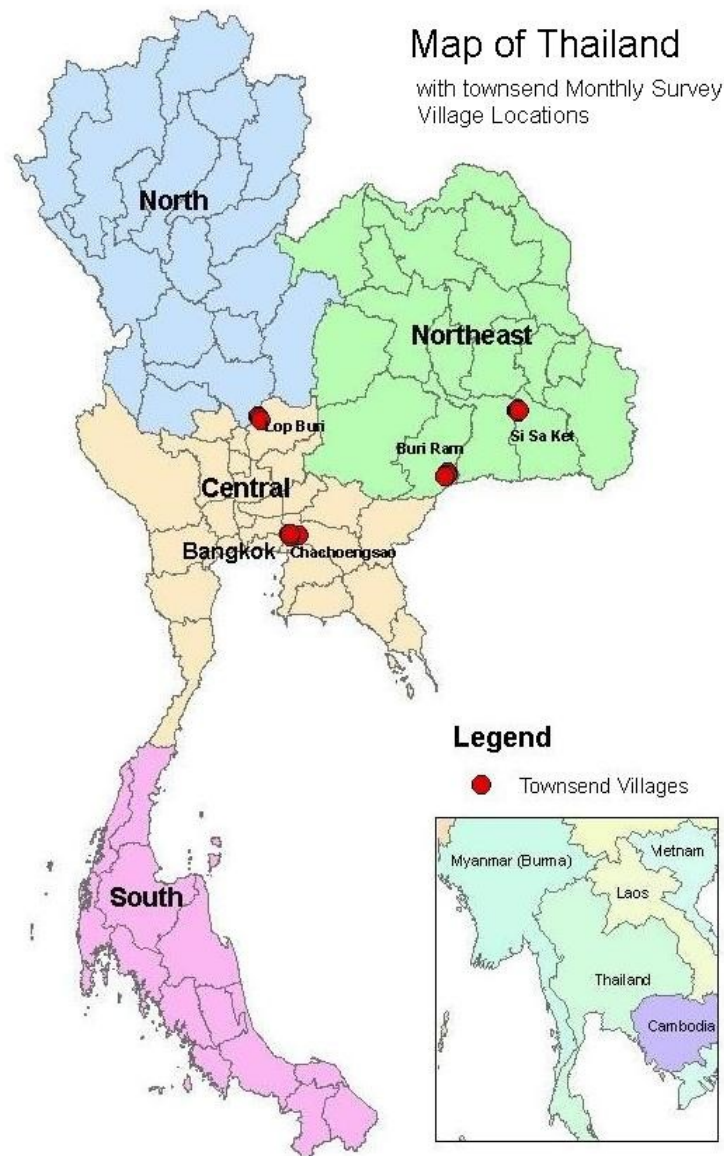 Map of Thailand
with townsend Monthly Survey
Village Locations
North
Northeast
Lop Buri
Buri Ram
Si Sa Ket
Central
Bangkok
Chachoengsao
Legend
Townsend Villages
South
Myanmar (Burma)
Vietnam
Laos
Thailand
Cambodia